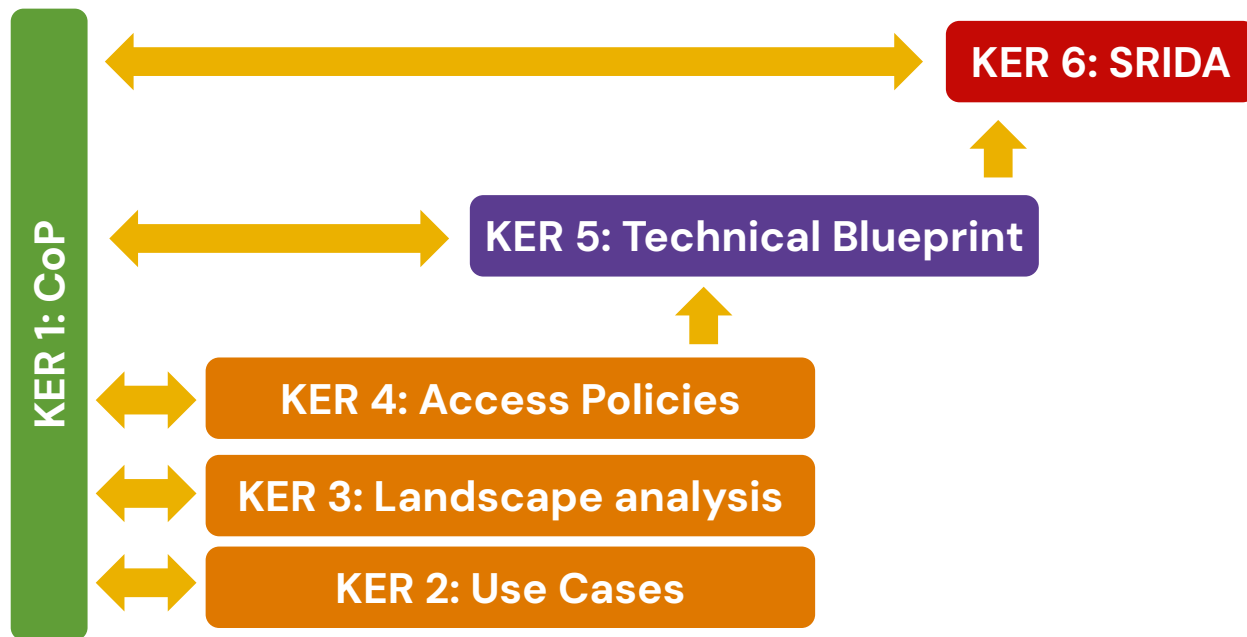 KER 1: CoP
KER 6: SRIDA
KER 5: Technical Blueprint
KER 4: Access Policies
KER 3: Landscape analysis
KER 2: Use Cases